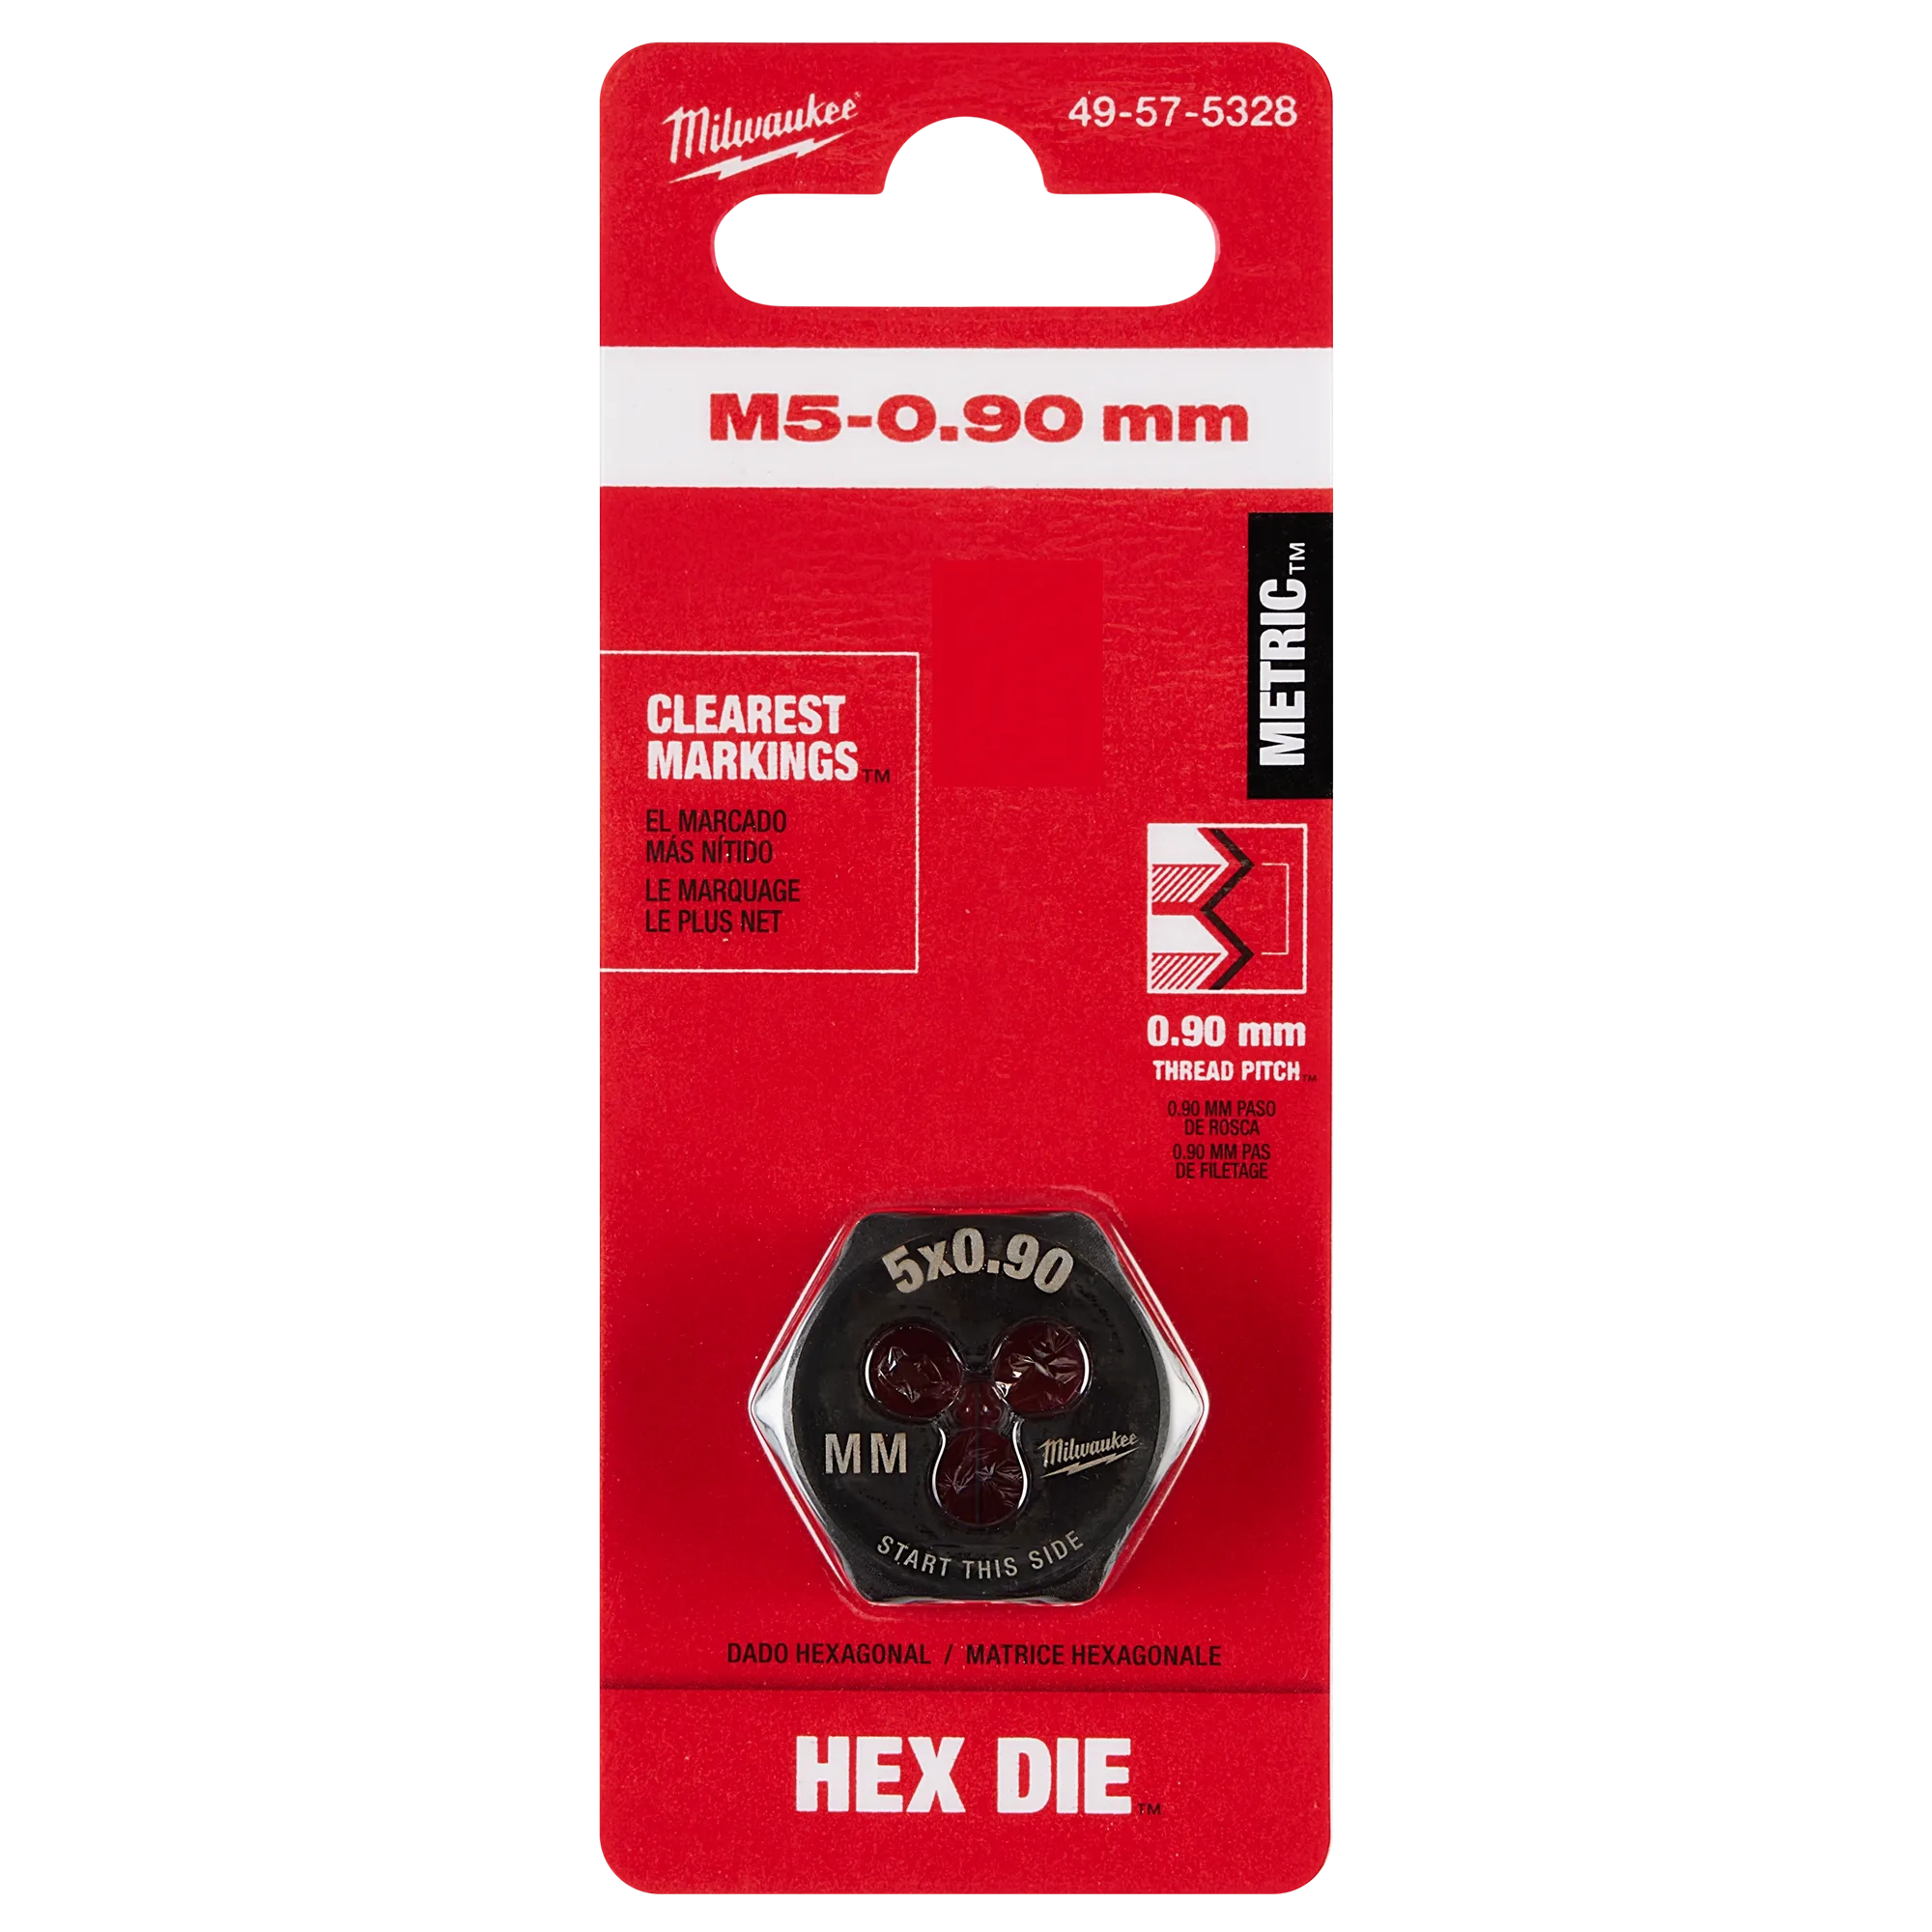 Milwaukee
49-57-5328
M5-0.90 mm
METRIC™
CLEAREST
MARKINGS™
EL MARCADO
MÁS NÍTIDO
LE MARQUAGE
LE PLUS NET
0.90 mm
THREAD PITCH™
0.90 MM PASO
DE ROSCA
0.90 MM PAS
DE FILETAGE
5x0.90
MM
Milwaukee
START THIS SIDE
DADO HEXAGONAL / MATRICE HEXAGONALE
HEX DIE™